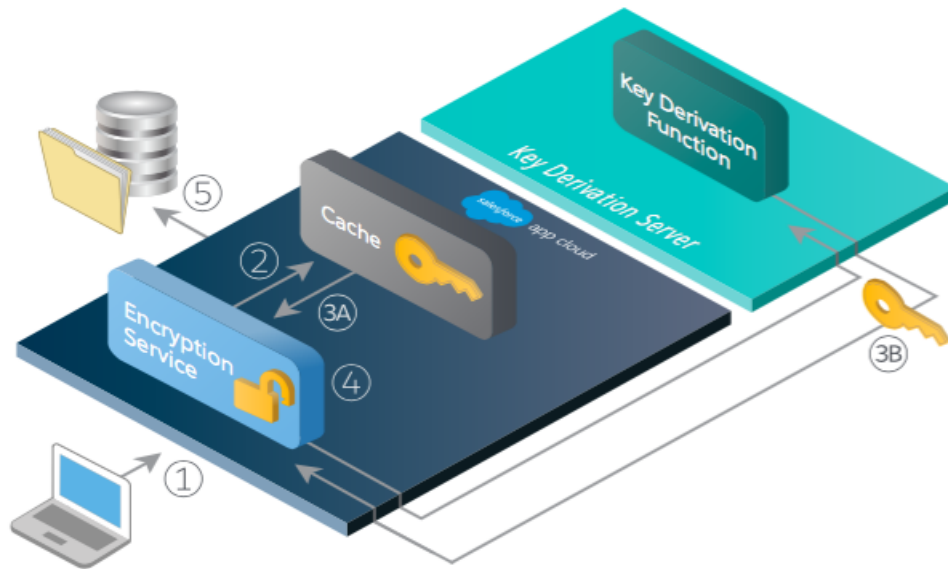 Key Derivation
Function
Key Derivation Server
salesforce
app cloud
Cache
5
2
3A
3B
Encryption
Service
4
1